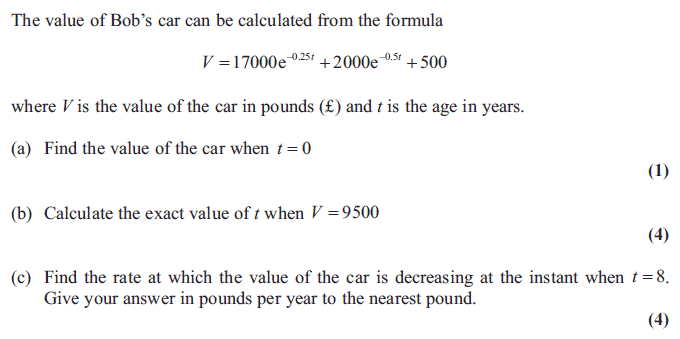 The value of Bob's car can be calculated from the formula
V = 17000e^{-0.25t} + 2000e^{-0.5t} + 500
where V is the value of the car in pounds (£) and t is the age in years.
(a) Find the value of the car when t = 0
(1)
(b) Calculate the exact value of t when V = 9500
(4)
(c) Find the rate at which the value of the car is decreasing at the instant when t = 8.
Give your answer in pounds per year to the nearest pound.
(4)